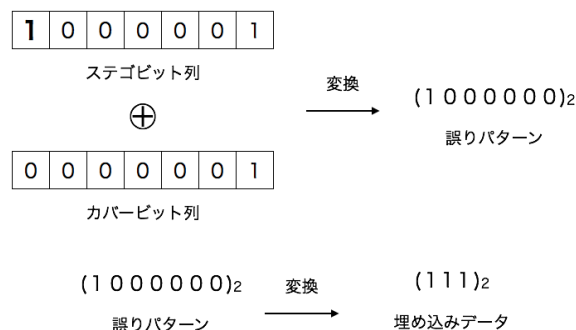 1 0 0 0 0 0 1
ステゴビット列
⊕
変換
(1 0 0 0 0 0 0)2
誤りパターン
0 0 0 0 0 0 1
カバービット列
(1 0 0 0 0 0 0)2
変換
(1 1 1)2
誤りパターン
埋め込みデータ